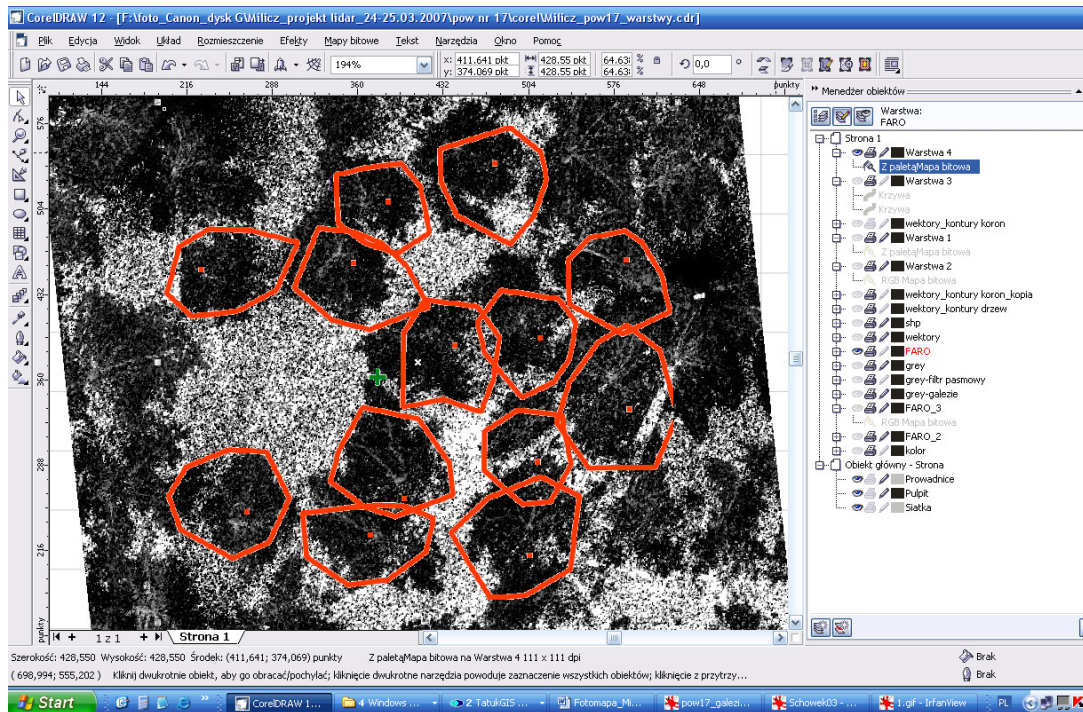 CorelDRAW 12 - [F:\foto_Canon_dysk G\Milicz_projekt lidar_24-25.03.2007\pow nr 17\corel\Milicz_pow17_warstwy.cdr]
Plik Edycja Widok Układ Rozmieszczenie Efekty Mapy bitowe Tekst Narzędzia Okno Pomoc
194% x: 411.641 pkt 428.55 pkt 64.63 % 0,0 °
y: 374.069 pkt 428.55 pkt 64.63 %
144 216 288 360 432 504 576 648 punkty
576
504
432
360
288
216
punkty
Menedżer obiektów
Warstwa:
FARO
Strona 1
Warstwa 4
Z paletąMapa bitowa
Warstwa 3
Krzywa
Krzywa
wektory_kontury koron
Warstwa 1
Z paletąMapa bitowa
Warstwa 2
RGB Mapa bitowa
wektory_kontury koron_kopia
wektory_kontury drzew
shp
wektory
FARO
grey
grey-filtr pasmowy
grey-galezie
FARO_3
RGB Mapa bitowa
FARO_2
kolor
Obiekt główny - Strona
Prowadnice
Pulpit
Siatka
1 z 1 Strona 1
Szerokość: 428,550 Wysokość: 428,550 Środek: (411,641; 374,069) punkty Z paletąMapa bitowa na Warstwa 4 111 x 111 dpi Brak
( 698,994; 555,202 ) Kliknij dwukrotnie obiekt, aby go obracać/pochylać; kliknięcie dwukrotne narzędzia powoduje zaznaczenie wszystkich obiektów; kliknięcie z przytrzy... Brak
Start CorelDRAW 1... 4 Windows ... 2 TatukGIS ... Fotomapa_Mi... pow17_galezi... Schowek03 - ... 1.gif - IrfanView PL